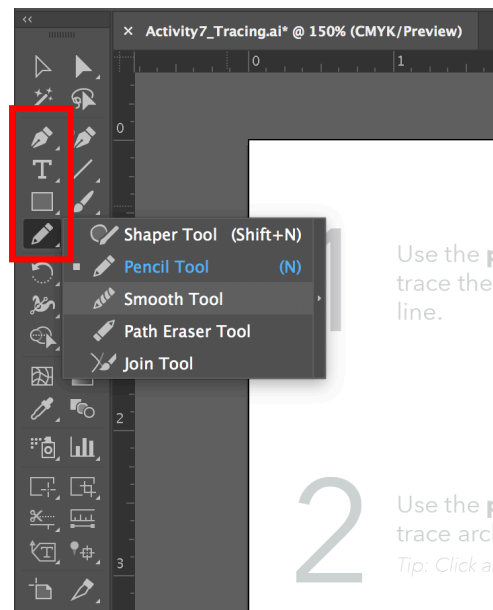 Activity7_Tracing.ai* @ 150% (CMYK/Preview)
0
1
0
Shaper Tool (Shift+N)
Pencil Tool (N)
Smooth Tool
Path Eraser Tool
Join Tool
1
Use the
trace the
line.
2
3
2
Use the
trace
Tip: Click